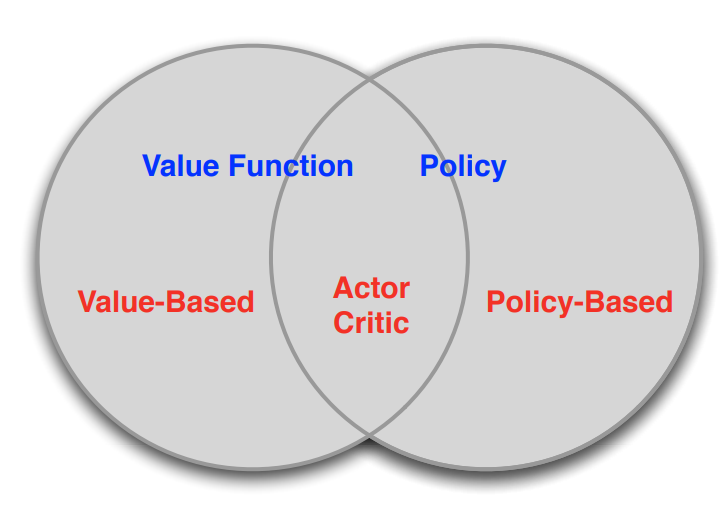 Value Function
Policy
Value-Based
Actor
Critic
Policy-Based